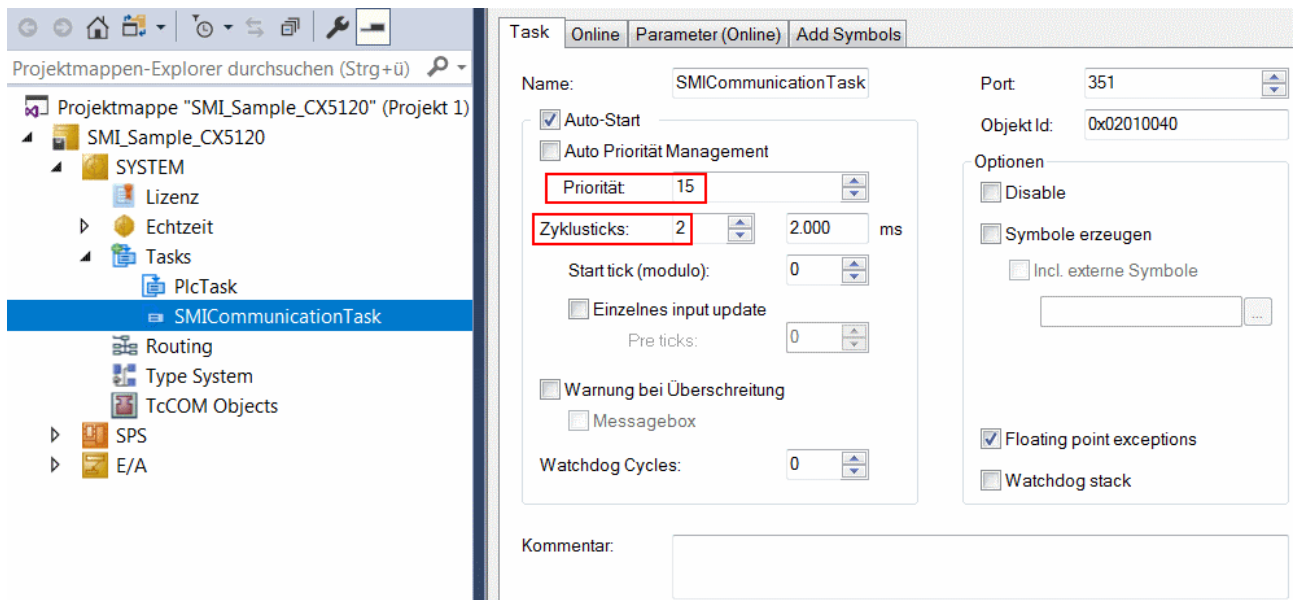 Projektmappen-Explorer durchsuchen (Strg+ü)
Projektmappe "SMI_Sample_CX5120" (Projekt 1)
SMI_Sample_CX5120
SYSTEM
Lizenz
Echtzeit
Tasks
PlcTask
SMICommunicationTask
Routing
Type System
TcCOM Objects
SPS
E/A
Task Online Parameter (Online) Add Symbols
Name: SMICommunicationTask
Auto-Start
Auto Priorität Management
Priorität: 15
Zyklusticks: 2 2.000 ms
Start tick (modulo): 0
Einzelnes input update
Pre ticks: 0
Warnung bei Überschreitung
Messagebox
Watchdog Cycles: 0
Port: 351
Objekt Id: 0x02010040
Optionen
Disable
Symbole erzeugen
Incl. externe Symbole
...
Floating point exceptions
Watchdog stack
Kommentar: